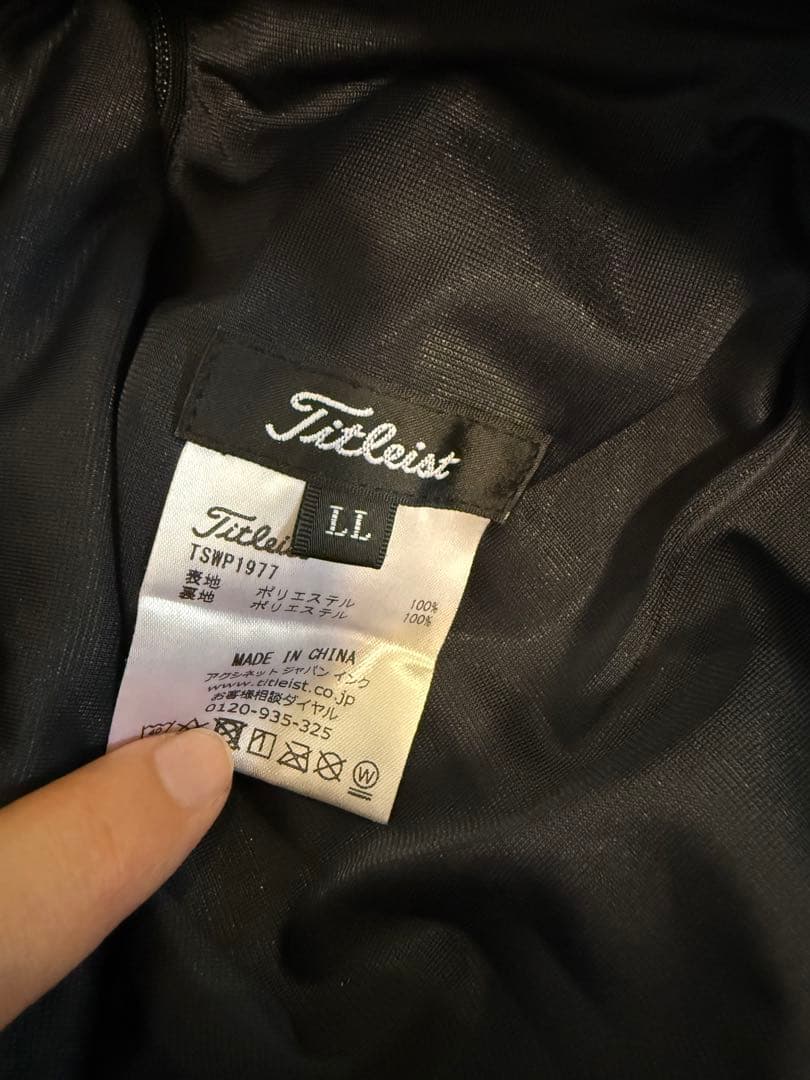 Titleist
LL
Titleist
TSWP1977
表地 ポリエステル 100%
裏地 ポリエステル 100%
MADE IN CHINA
アクシネット ジャパン インク
www.titleist.co.jp
お客様相談ダイヤル
0120-935-325
W